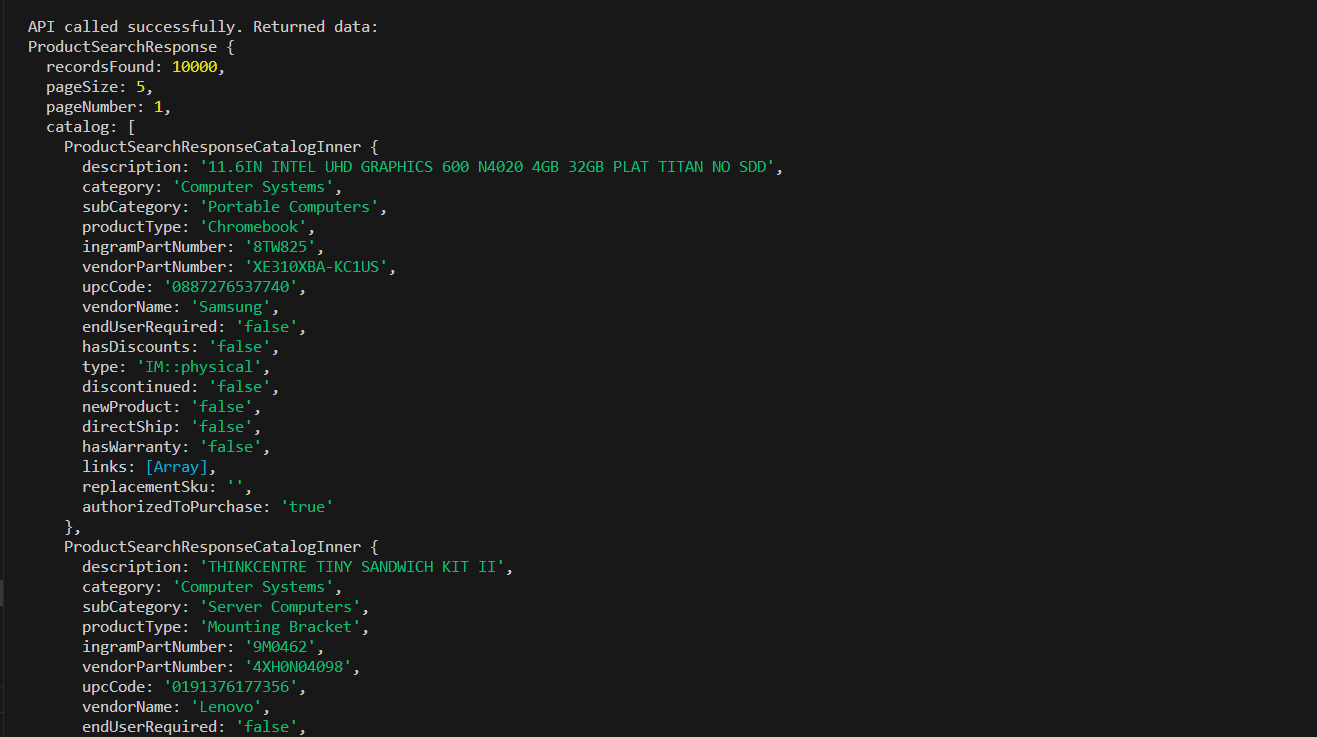 API called successfully. Returned data:
ProductSearchResponse {
  recordsFound: 10000,
  pageSize: 5,
  pageNumber: 1,
  catalog: [
    ProductSearchResponseCatalogInner {
      description: '11.6IN INTEL UHD GRAPHICS 600 N4020 4GB 32GB PLAT TITAN NO SDD',
      category: 'Computer Systems',
      subCategory: 'Portable Computers',
      productType: 'Chromebook',
      ingramPartNumber: '8TW825',
      vendorPartNumber: 'XE310XBA-KC1US',
      upcCode: '0887276537740',
      vendorName: 'Samsung',
      endUserRequired: 'false',
      hasDiscounts: 'false',
      type: 'IM::physical',
      discontinued: 'false',
      newProduct: 'false',
      directShip: 'false',
      hasWarranty: 'false',
      links: [Array],
      replacementSku: '',
      authorizedToPurchase: 'true'
    },
    ProductSearchResponseCatalogInner {
      description: 'THINKCENTRE TINY SANDWICH KIT II',
      category: 'Computer Systems',
      subCategory: 'Server Computers',
      productType: 'Mounting Bracket',
      ingramPartNumber: '9M0462',
      vendorPartNumber: '4XH0N04098',
      upcCode: '0191376177356',
      vendorName: 'Lenovo',
      endUserRequired: 'false',